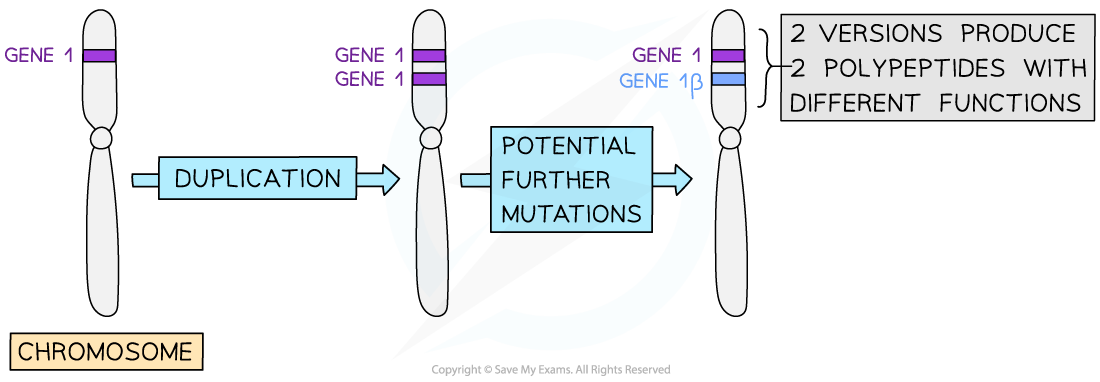 GENE 1
GENE 1
GENE 1
GENE 1
GENE 1β
2 VERSIONS PRODUCE
2 POLYPEPTIDES WITH
DIFFERENT FUNCTIONS
DUPLICATION
POTENTIAL
FURTHER
MUTATIONS
CHROMOSOME
Copyright © Save My Exams. All Rights Reserved